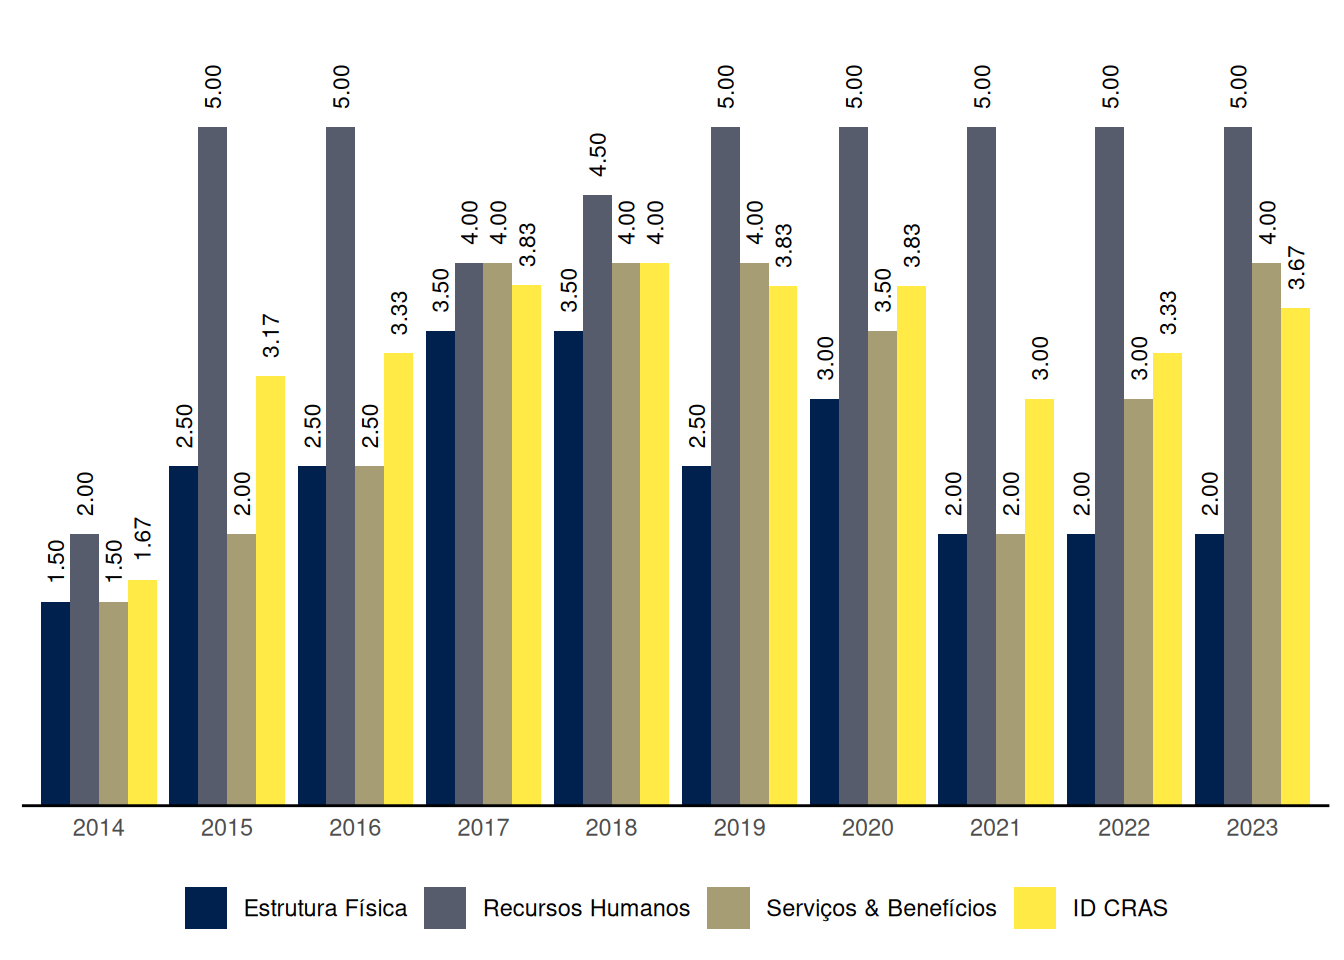 1.50 2.00 1.50 1.67
2.50 5.00 2.00 3.17
2.50 5.00 2.50 3.33
3.50 4.00 4.00 3.83
3.50 4.50 4.00 4.00
2.50 5.00 4.00 3.83
3.00 5.00 3.50 3.83
2.00 5.00 2.00 3.00
2.00 5.00 3.00 3.33
2.00 5.00 4.00 3.67
2014 2015 2016 2017 2018 2019 2020 2021 2022 2023
Estrutura Física Recursos Humanos Serviços & Benefícios ID CRAS